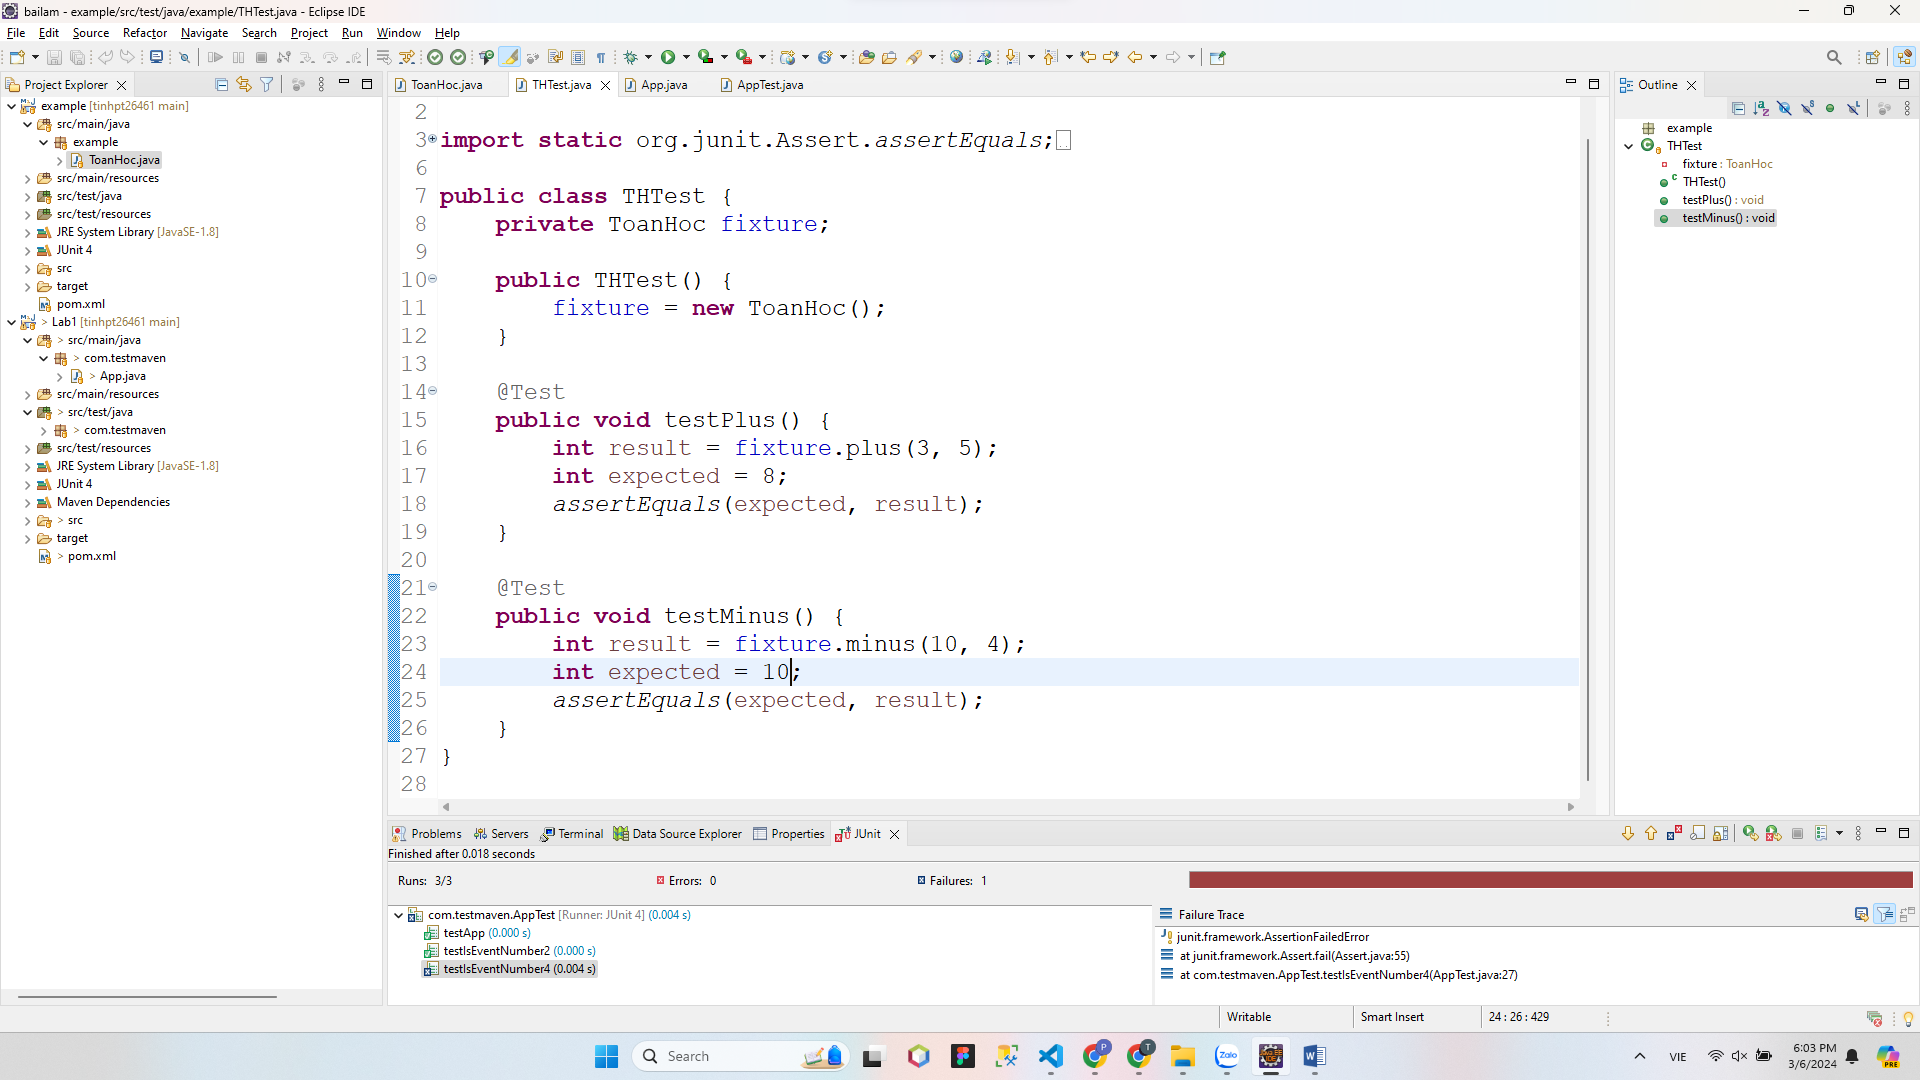 bailam - example/src/test/java/example/THTest.java - Eclipse IDE
File Edit Source Refactor Navigate Search Project Run Window Help
Project Explorer
example [tinhpt26461 main]
src/main/java
example
ToanHoc.java
src/main/resources
src/test/java
src/test/resources
JRE System Library [JavaSE-1.8]
JUnit 4
src
target
pom.xml
> Lab1 [tinhpt26461 main]
> src/main/java
> com.testmaven
> App.java
src/main/resources
> src/test/java
> com.testmaven
src/test/resources
JRE System Library [JavaSE-1.8]
JUnit 4
Maven Dependencies
> src
target
> pom.xml
ToanHoc.java THTest.java App.java AppTest.java
2
3 import static org.junit.Assert.assertEquals;
6
7 public class THTest {
8 private ToanHoc fixture;
9
10 public THTest() {
11 fixture = new ToanHoc();
12 }
13
14 @Test
15 public void testPlus() {
16 int result = fixture.plus(3, 5);
17 int expected = 8;
18 assertEquals(expected, result);
19 }
20
21 @Test
22 public void testMinus() {
23 int result = fixture.minus(10, 4);
24 int expected = 10;
25 assertEquals(expected, result);
26 }
27 }
28
Outline
example
THTest
fixture : ToanHoc
THTest()
testPlus() : void
testMinus() : void
Problems Servers Terminal Data Source Explorer Properties JUnit
Finished after 0.018 seconds
Runs: 3/3 Errors: 0 Failures: 1
com.testmaven.AppTest [Runner: JUnit 4] (0.004 s)
testApp (0.000 s)
testIsEventNumber2 (0.000 s)
testIsEventNumber4 (0.004 s)
Failure Trace
junit.framework.AssertionFailedError
at junit.framework.Assert.fail(Assert.java:55)
at com.testmaven.AppTest.testIsEventNumber4(AppTest.java:27)
Writable Smart Insert 24 : 26 : 429
Search
P
T
Zalo
VIE
6:03 PM
3/6/2024
PRE